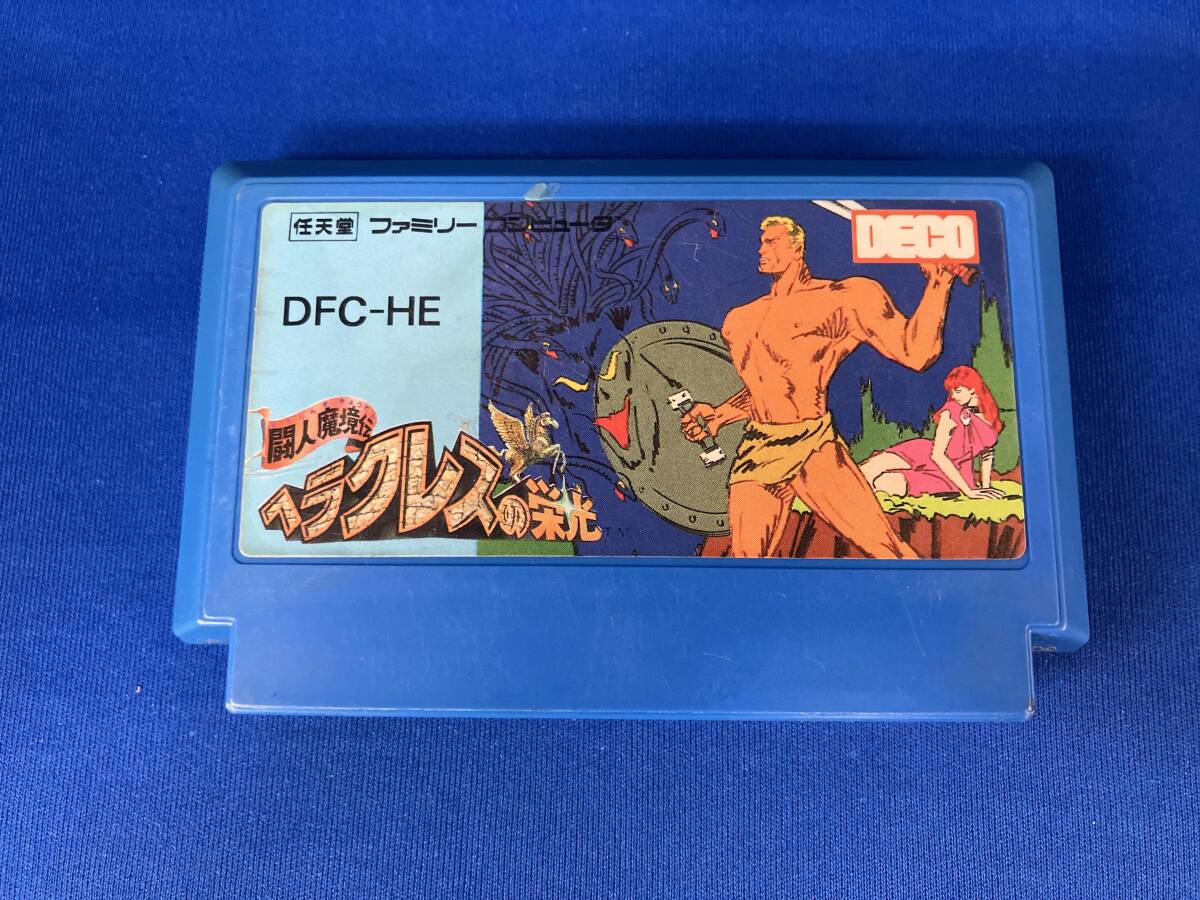 任天堂 ファミリーコンピュータ
DECO
DFC-HE
闘人魔境伝
ヘラクレスの栄光
TM